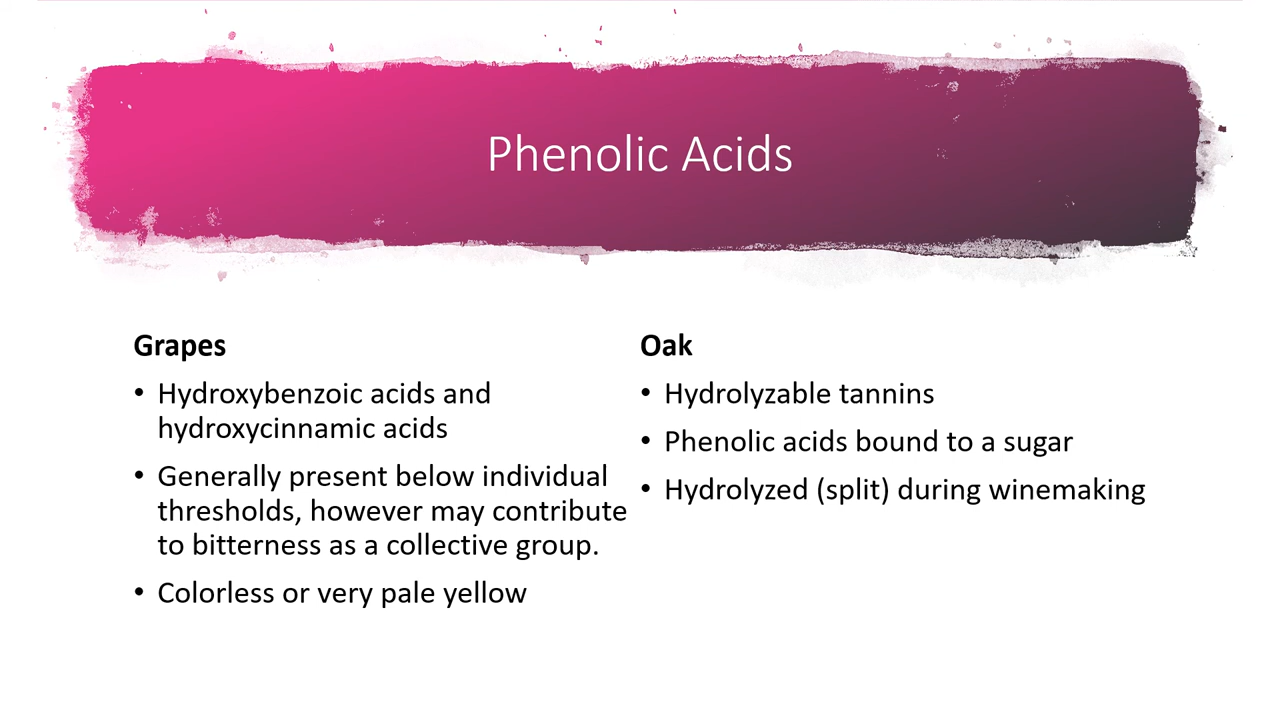 Phenolic Acids
Grapes
• Hydroxybenzoic acids and
hydroxycinnamic acids
• Generally present below individual
thresholds, however may contribute
to bitterness as a collective group.
• Colorless or very pale yellow
Oak
• Hydrolyzable tannins
• Phenolic acids bound to a sugar
• Hydrolyzed (split) during winemaking